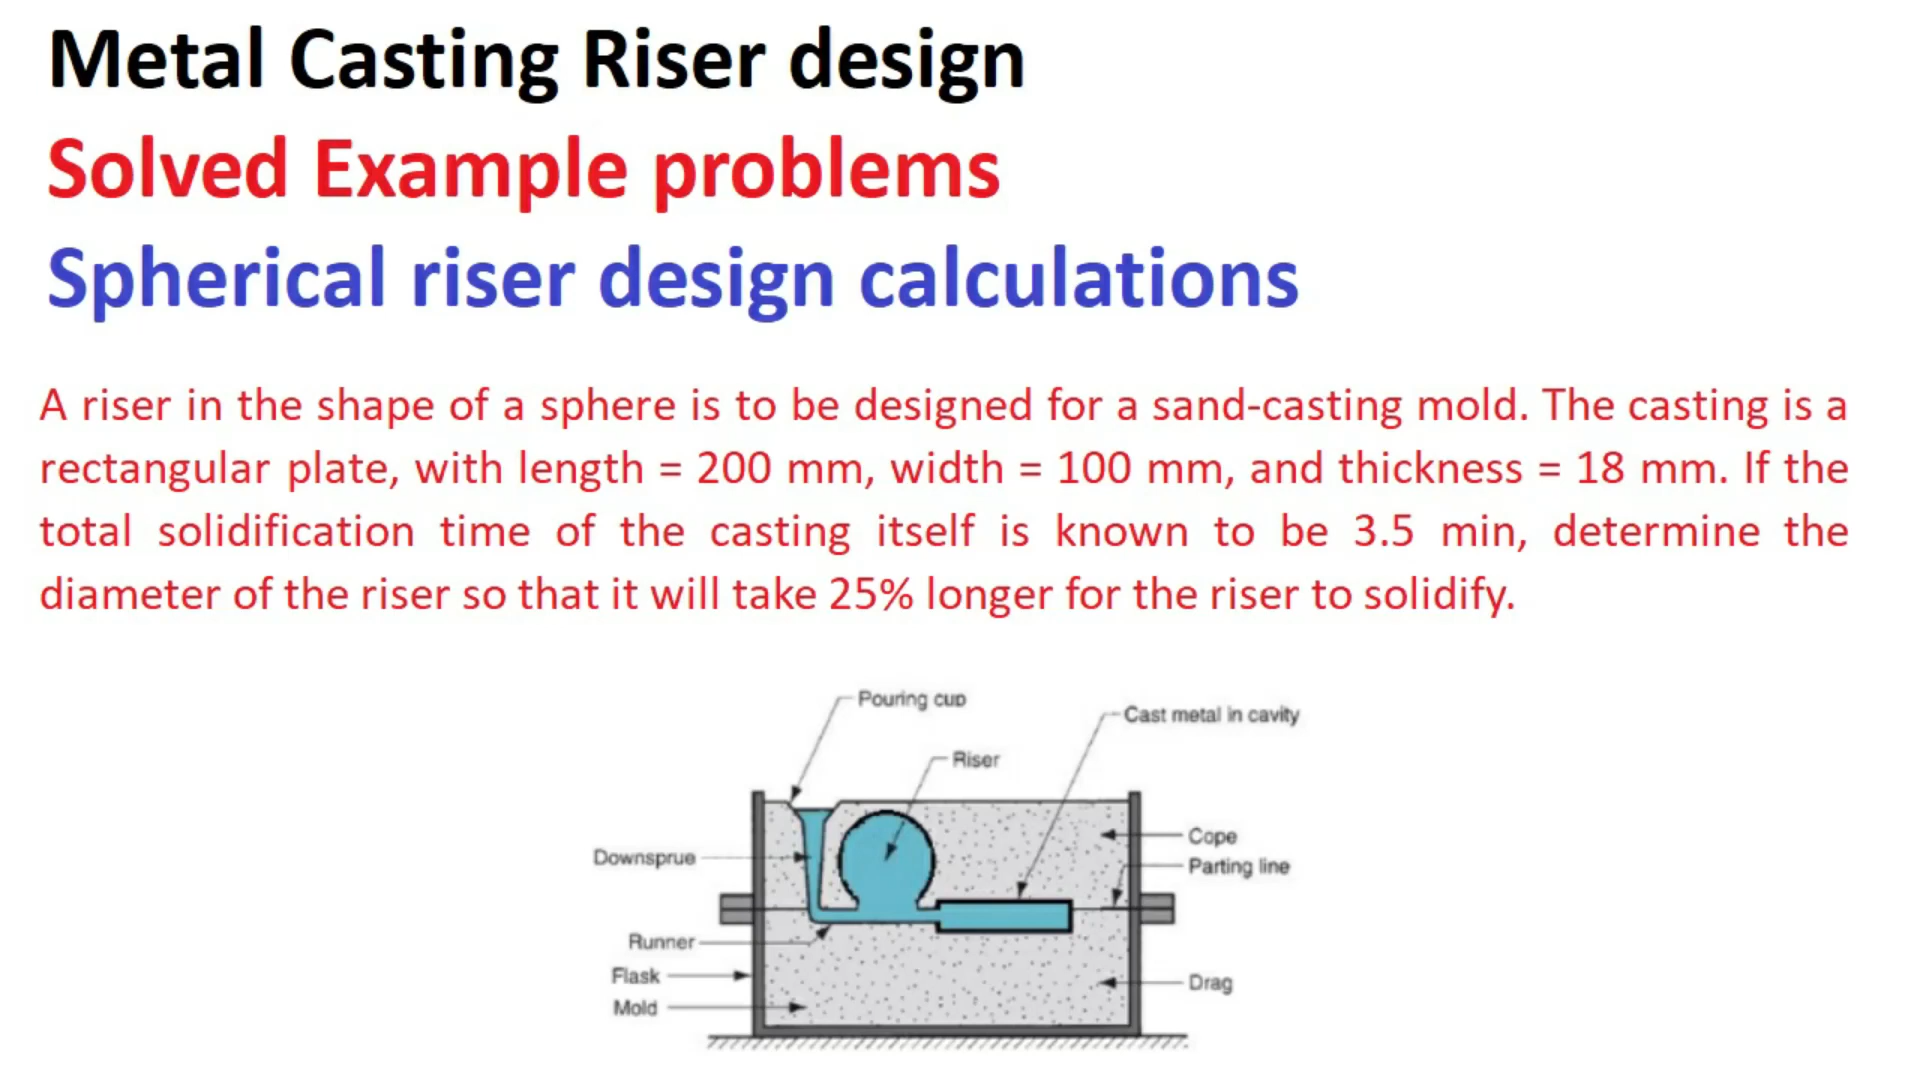 Metal Casting Riser design
Solved Example problems
Spherical riser design calculations
A riser in the shape of a sphere is to be designed for a sand-casting mold. The casting is a
rectangular plate, with length = 200 mm, width = 100 mm, and thickness = 18 mm. If the
total solidification time of the casting itself is known to be 3.5 min, determine the
diameter of the riser so that it will take 25% longer for the riser to solidify.
Pouring cup
Cast metal in cavity
Riser
Cope
Downsprue
Parting line
Runner
Flask
Drag
Mold